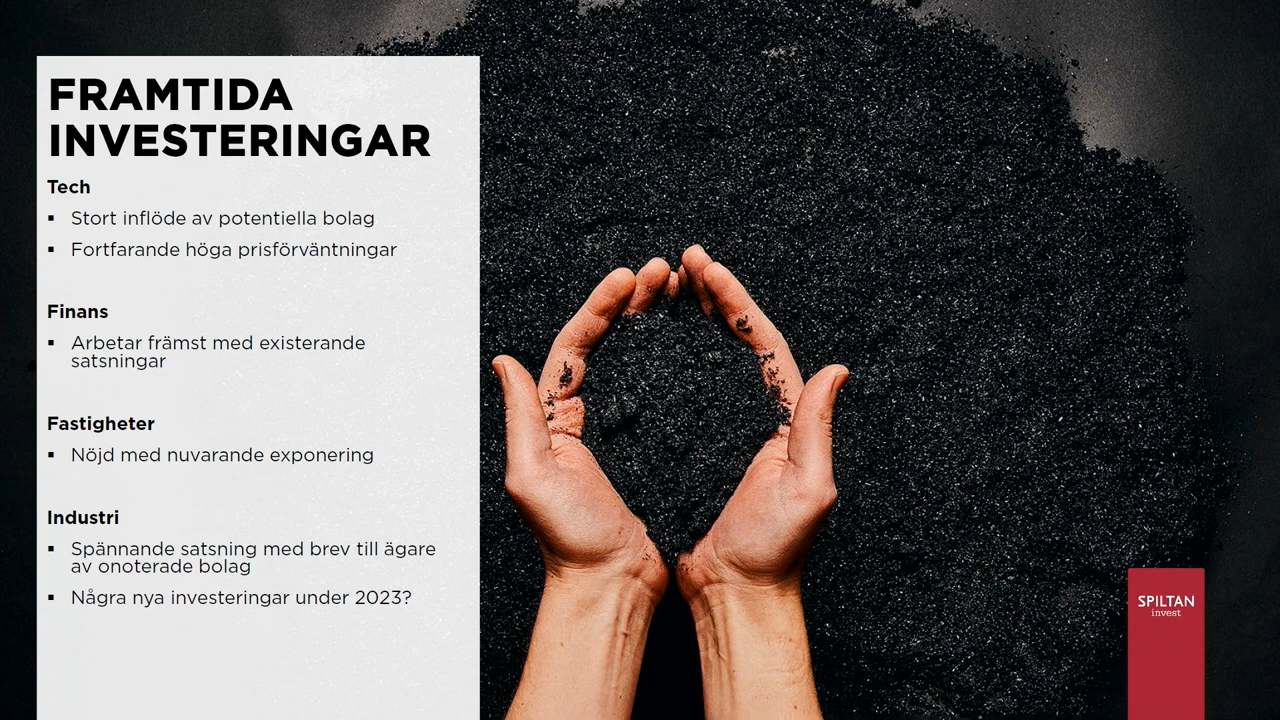 FRAMTIDA
INVESTERINGAR
Tech
▪ Stort inflöde av potentiella bolag
▪ Fortfarande höga prisförväntningar
Finans
▪ Arbetar främst med existerande
satsningar
Fastigheter
▪ Nöjd med nuvarande exponering
Industri
▪ Spännande satsning med brev till ägare
av onoterade bolag
▪ Några nya investeringar under 2023?
SPILTAN
invest